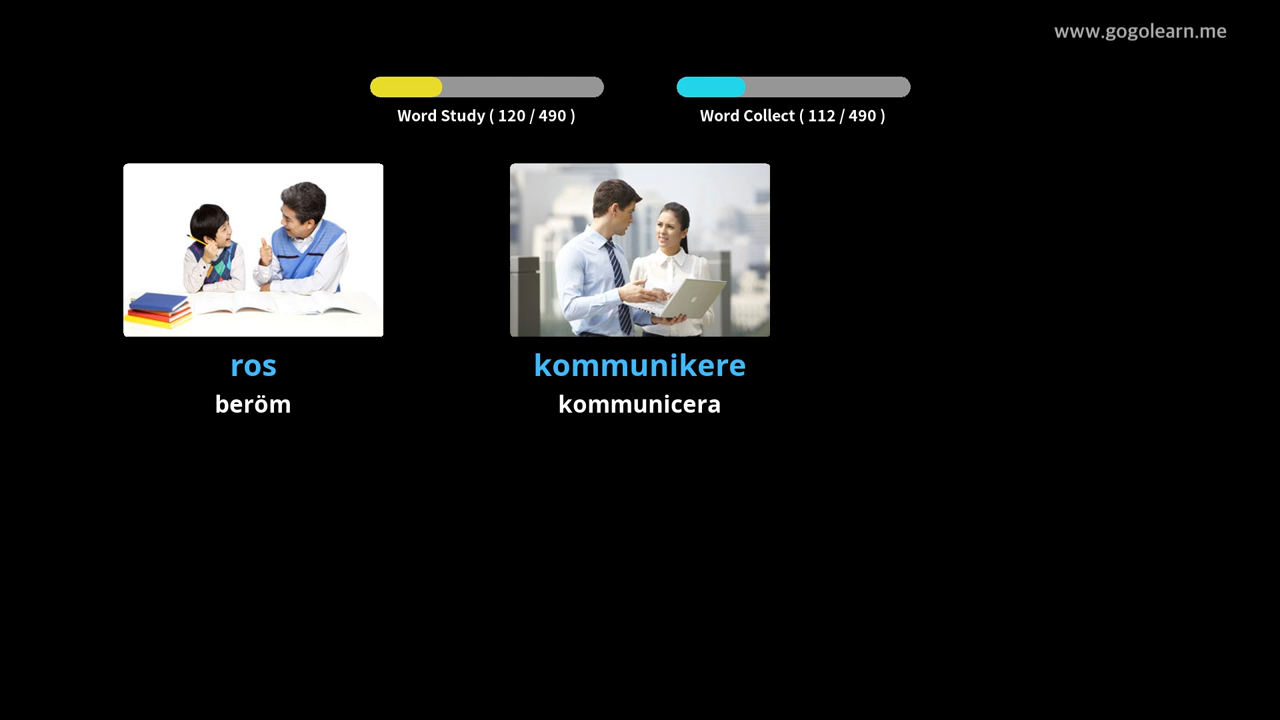 www.gogolearn.me
Word Study ( 120 / 490 )
Word Collect ( 112 / 490 )
ros
beröm
kommunikere
kommunicera